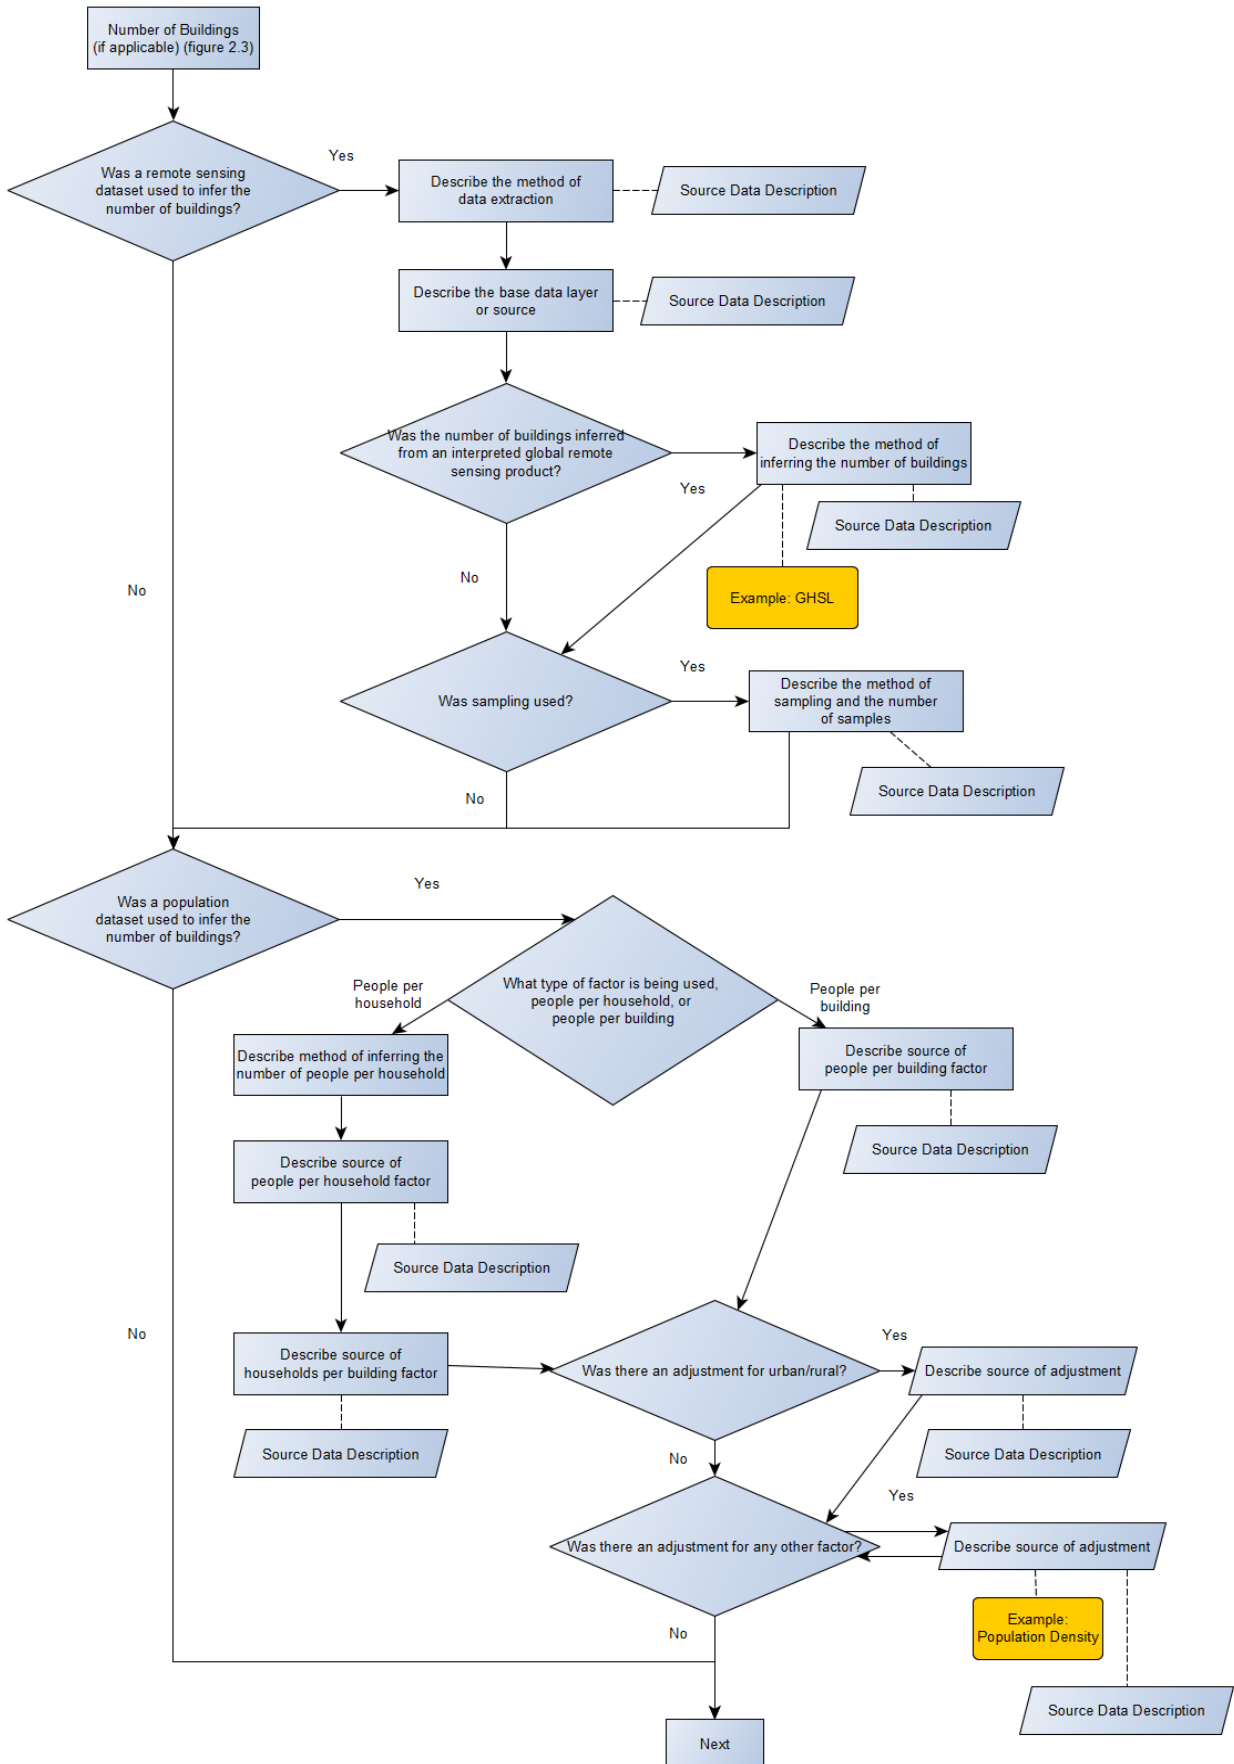 Number of Buildings
(if applicable) (figure 2.3)
Was a remote sensing
dataset used to infer the
number of buildings?
Yes
Describe the method of
data extraction
Source Data Description
Describe the base data layer
or source
Source Data Description
Was the number of buildings inferred
from an interpreted global remote
sensing product?
Yes
Describe the method of
inferring the number of buildings
Source Data Description
Example: GHSL
No
No
Was sampling used?
Yes
Describe the method of
sampling and the number
of samples
Source Data Description
No
Was a population
dataset used to infer the
number of buildings?
Yes
What type of factor is being used,
people per household, or
people per building
People per
household
People per
building
Describe method of inferring the
number of people per household
Describe source of
people per building factor
Source Data Description
Describe source of
people per household factor
Source Data Description
No
Describe source of
households per building factor
Source Data Description
Was there an adjustment for urban/rural?
Yes
Describe source of adjustment
Source Data Description
No
Was there an adjustment for any other factor?
Yes
Describe source of adjustment
Example:
Population Density
Source Data Description
No
Next